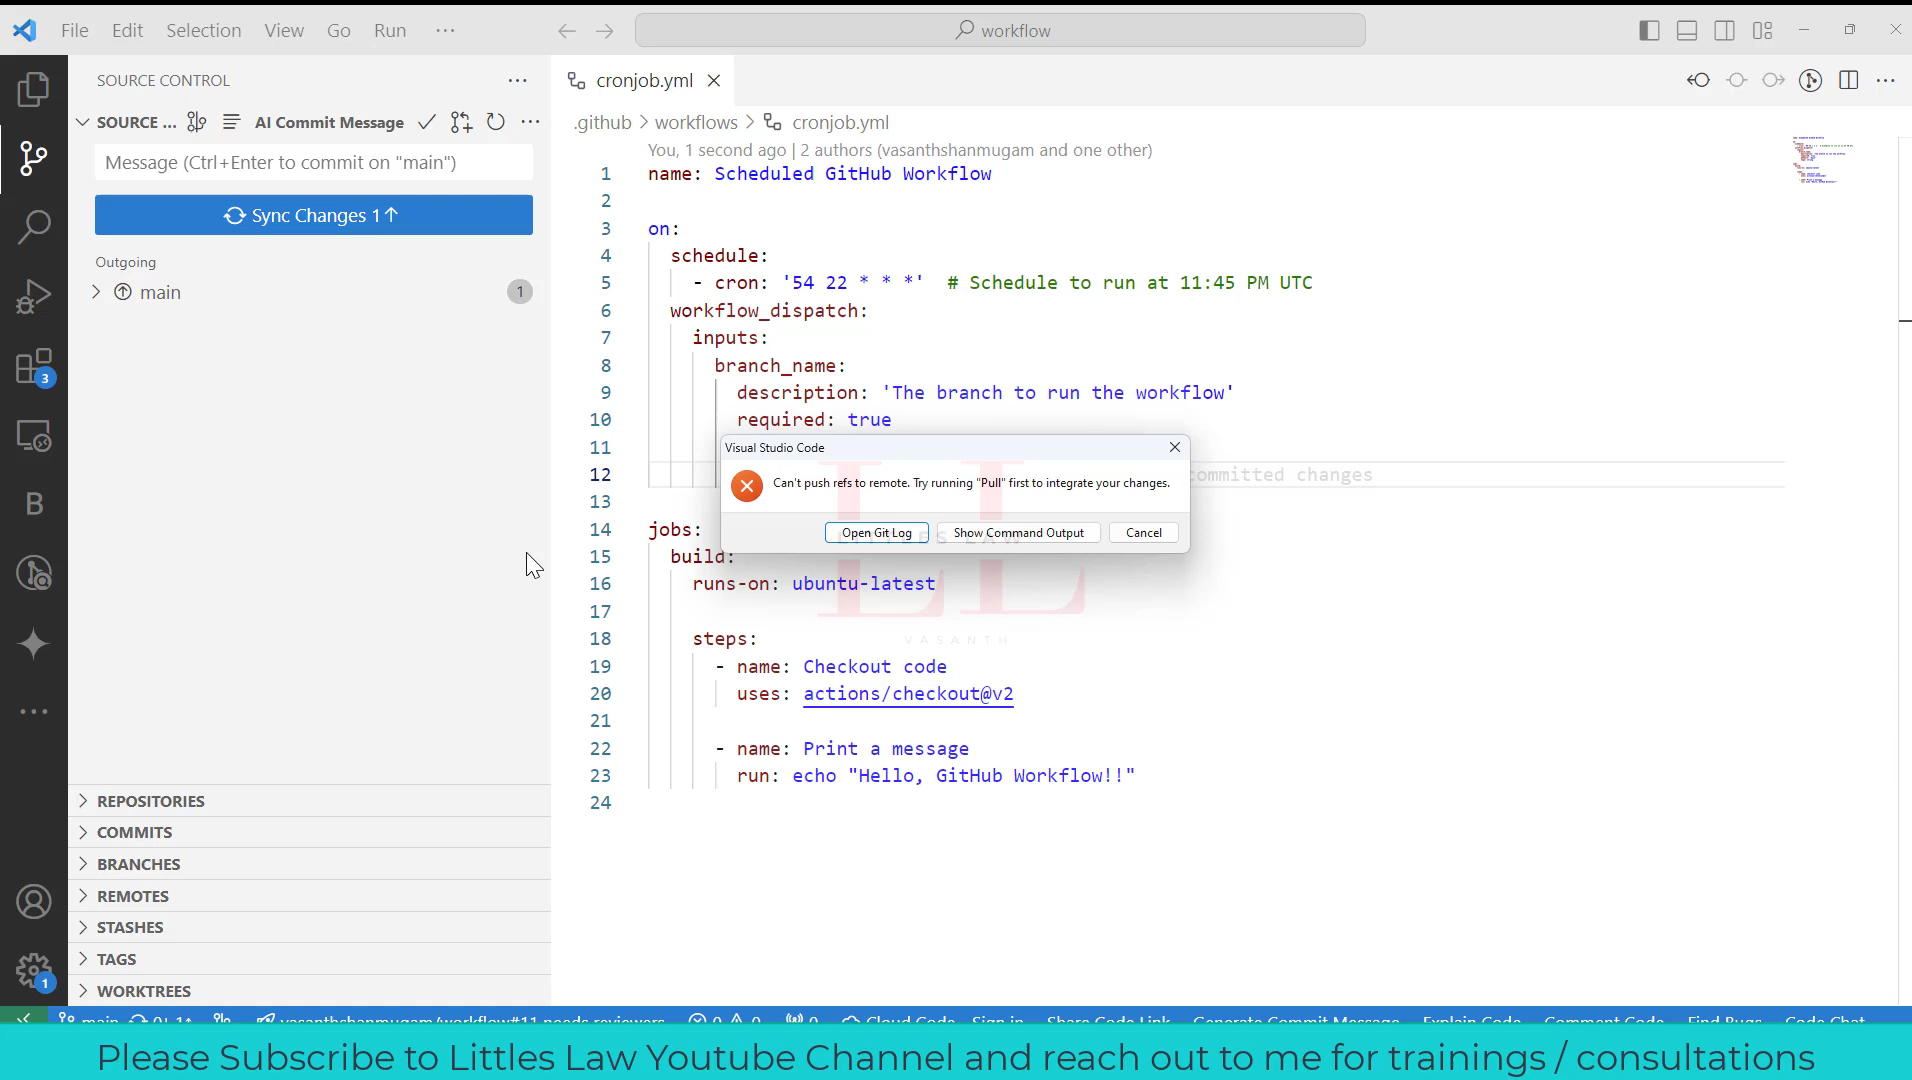 File Edit Selection View Go Run ···
workflow
SOURCE CONTROL
SOURCE ... AI Commit Message
Message (Ctrl+Enter to commit on "main")
Sync Changes 1↑
Outgoing
main 1
3
B
1
REPOSITORIES
COMMITS
BRANCHES
REMOTES
STASHES
TAGS
WORKTREES
cronjob.yml
.github > workflows > cronjob.yml
You, 1 second ago | 2 authors (vasanthshanmugam and one other)
1 name: Scheduled GitHub Workflow
2
3 on:
4 schedule:
5 - cron: '54 22 * * *' # Schedule to run at 11:45 PM UTC
6 workflow_dispatch:
7 inputs:
8 branch_name:
9 description: 'The branch to run the workflow'
10 required: true
11
12 committed changes
13
14 jobs:
15 build:
16 runs-on: ubuntu-latest
17
18 steps:
19 - name: Checkout code
20 uses: actions/checkout@v2
21
22 - name: Print a message
23 run: echo "Hello, GitHub Workflow!!"
24
Visual Studio Code
Can't push refs to remote. Try running "Pull" first to integrate your changes.
Open Git Log Show Command Output Cancel
LL
VASANTH
main 0↓ 1↑ vasanthshanmugam/workflow#11 needs reviewers 0 0 0 Cloud Code - Sign in Share Code Link Generate Commit Message Explain Code Comment Code Find Bugs Code Chat
Please Subscribe to Littles Law Youtube Channel and reach out to me for trainings / consultations